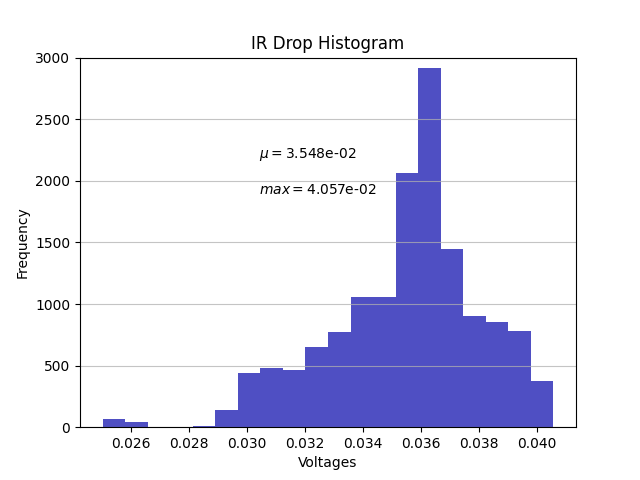 IR Drop Histogram
3000
2500
2000
1500
1000
500
0
Frequency
μ = 3.548e-02
max = 4.057e-02
0.026 0.028 0.030 0.032 0.034 0.036 0.038 0.040
Voltages